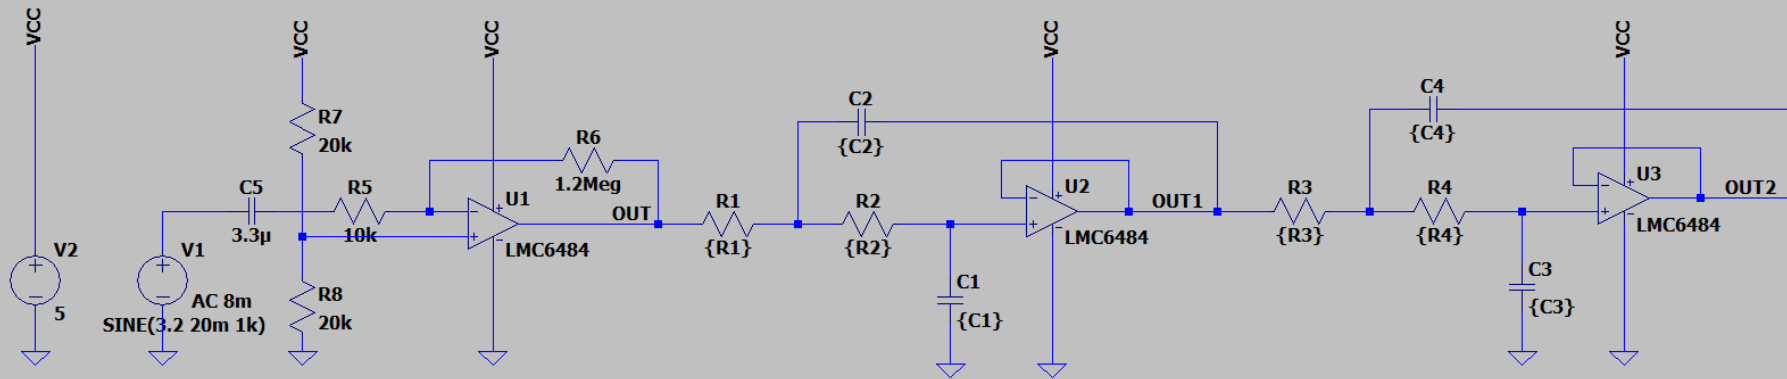 VCC
VCC
VCC
VCC
VCC
C4
{C4}
C2
{C2}
R7
20k
R6
1.2Meg
C5
3.3µ
R5
10k
U1
LMC6484
OUT
R1
{R1}
R2
{R2}
U2
LMC6484
OUT1
R3
{R3}
R4
{R4}
U3
LMC6484
OUT2
V2
5
V1
AC 8m
SINE(3.2 20m 1k)
R8
20k
C1
{C1}
C3
{C3}